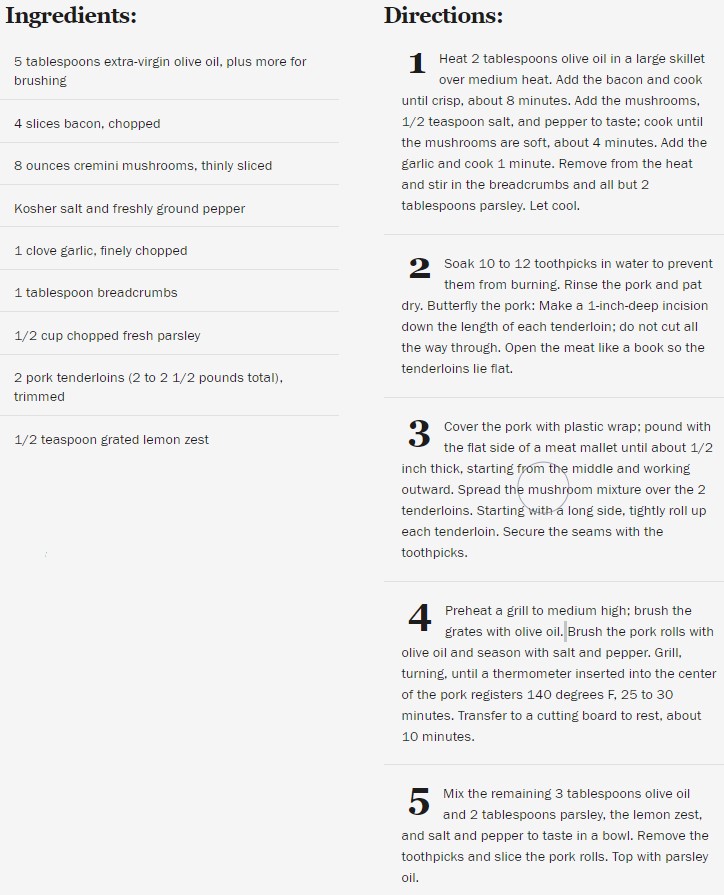 Ingredients:
5 tablespoons extra-virgin olive oil, plus more for
brushing
4 slices bacon, chopped
8 ounces cremini mushrooms, thinly sliced
Kosher salt and freshly ground pepper
1 clove garlic, finely chopped
1 tablespoon breadcrumbs
1/2 cup chopped fresh parsley
2 pork tenderloins (2 to 2 1/2 pounds total),
trimmed
1/2 teaspoon grated lemon zest
Directions:
1 Heat 2 tablespoons olive oil in a large skillet
over medium heat. Add the bacon and cook
until crisp, about 8 minutes. Add the mushrooms,
1/2 teaspoon salt, and pepper to taste; cook until
the mushrooms are soft, about 4 minutes. Add the
garlic and cook 1 minute. Remove from the heat
and stir in the breadcrumbs and all but 2
tablespoons parsley. Let cool.
2 Soak 10 to 12 toothpicks in water to prevent
them from burning. Rinse the pork and pat
dry. Butterfly the pork: Make a 1-inch-deep incision
down the length of each tenderloin; do not cut all
the way through. Open the meat like a book so the
tenderloins lie flat.
3 Cover the pork with plastic wrap; pound with
the flat side of a meat mallet until about 1/2
inch thick, starting from the middle and working
outward. Spread the mushroom mixture over the 2
tenderloins. Starting with a long side, tightly roll up
each tenderloin. Secure the seams with the
toothpicks.
4 Preheat a grill to medium high; brush the
grates with olive oil. Brush the pork rolls with
olive oil and season with salt and pepper. Grill,
turning, until a thermometer inserted into the center
of the pork registers 140 degrees F, 25 to 30
minutes. Transfer to a cutting board to rest, about
10 minutes.
5 Mix the remaining 3 tablespoons olive oil
and 2 tablespoons parsley, the lemon zest,
and salt and pepper to taste in a bowl. Remove the
toothpicks and slice the pork rolls. Top with parsley
oil.